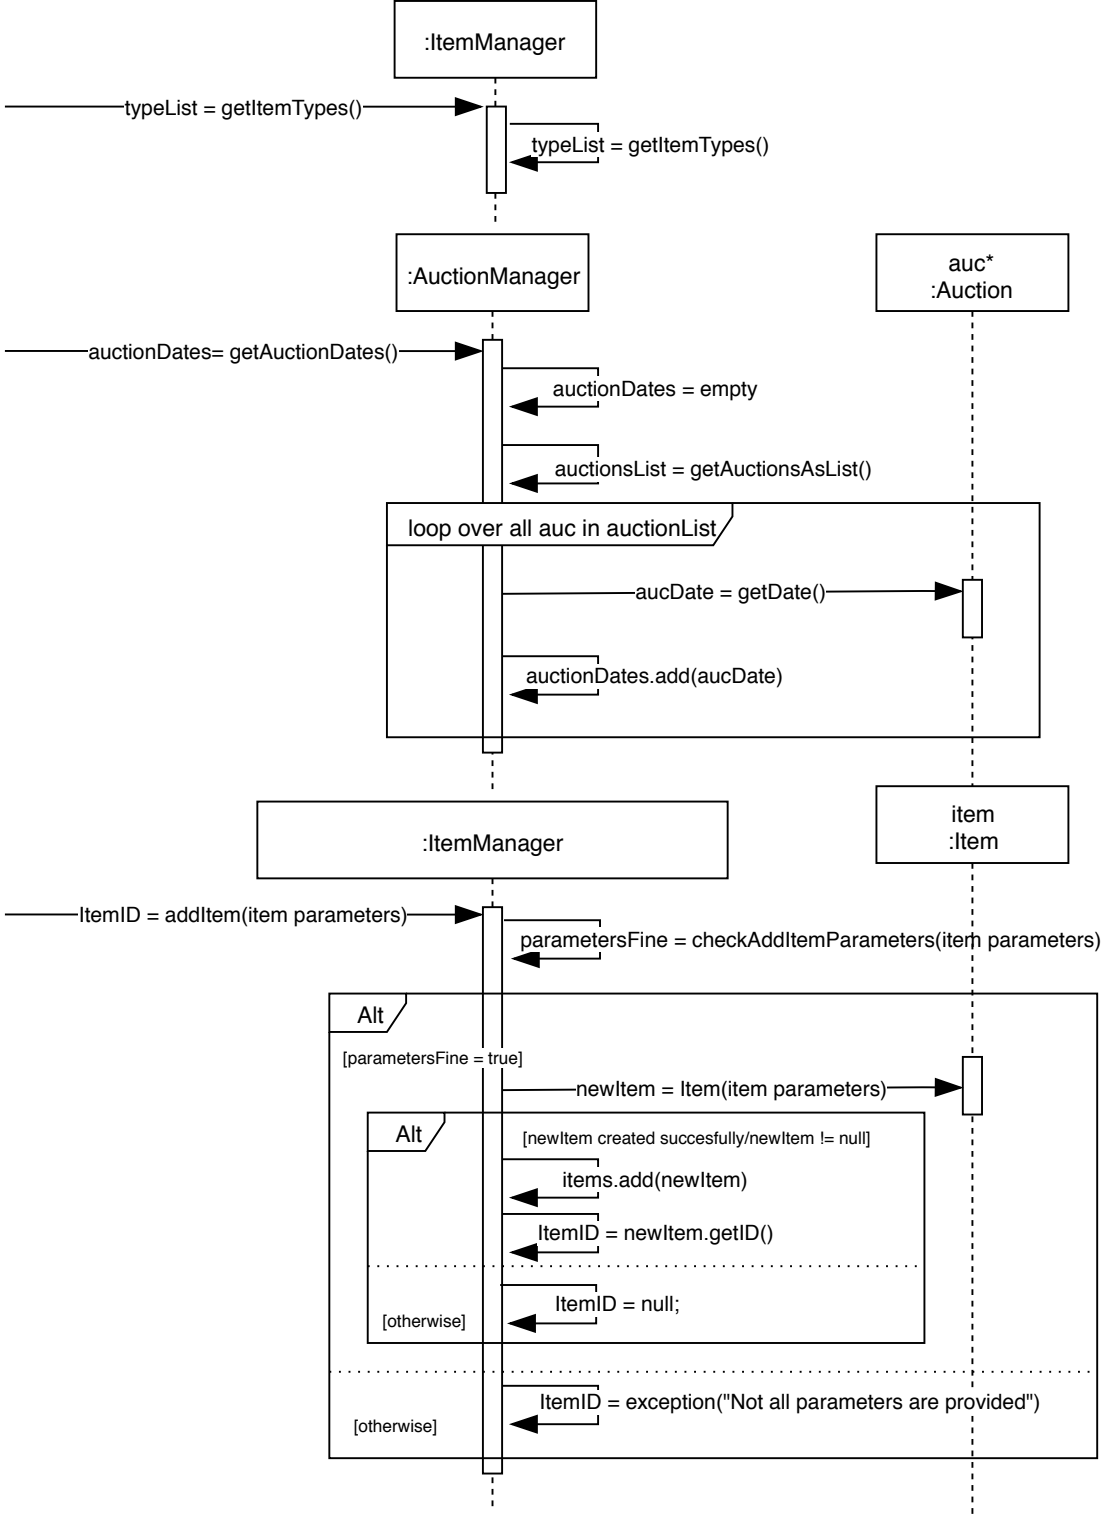 :ItemManager
typeList = getItemTypes()
typeList = getItemTypes()
:AuctionManager
auc*
:Auction
auctionDates= getAuctionDates()
auctionDates = empty
auctionsList = getAuctionsAsList()
loop over all auc in auctionList
aucDate = getDate()
auctionDates.add(aucDate)
:ItemManager
item
:Item
ItemID = addItem(item parameters)
parametersFine = checkAddItemParameters(item parameters)
Alt
[parametersFine = true]
newItem = Item(item parameters)
Alt
[newItem created succesfully/newItem != null]
items.add(newItem)
ItemID = newItem.getID()
ItemID = null;
[otherwise]
ItemID = exception("Not all parameters are provided")
[otherwise]